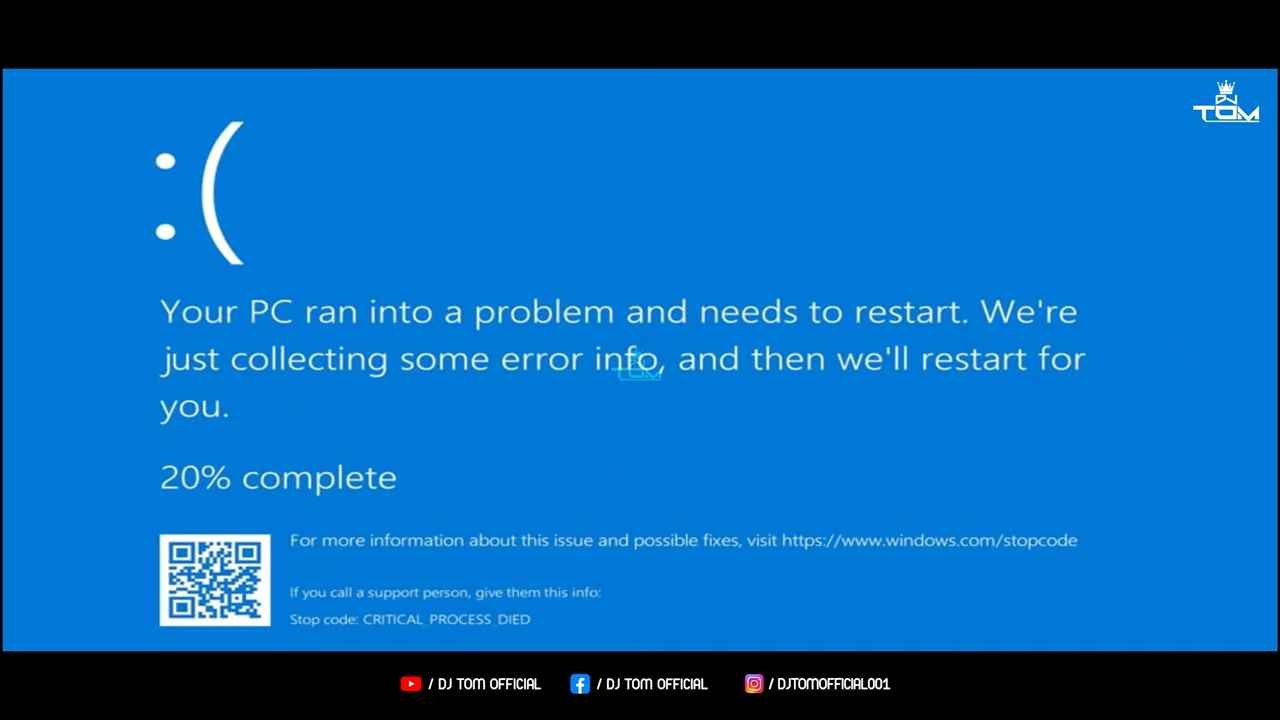 DJ
TOM
:(
Your PC ran into a problem and needs to restart. We're
just collecting some error info, and then we'll restart for
you.
TOM
20% complete
For more information about this issue and possible fixes, visit https://www.windows.com/stopcode
If you call a support person, give them this info:
Stop code: CRITICAL_PROCESS_DIED
/ DJ TOM OFFICIAL / DJ TOM OFFICIAL / DJTOMOFFICIAL001